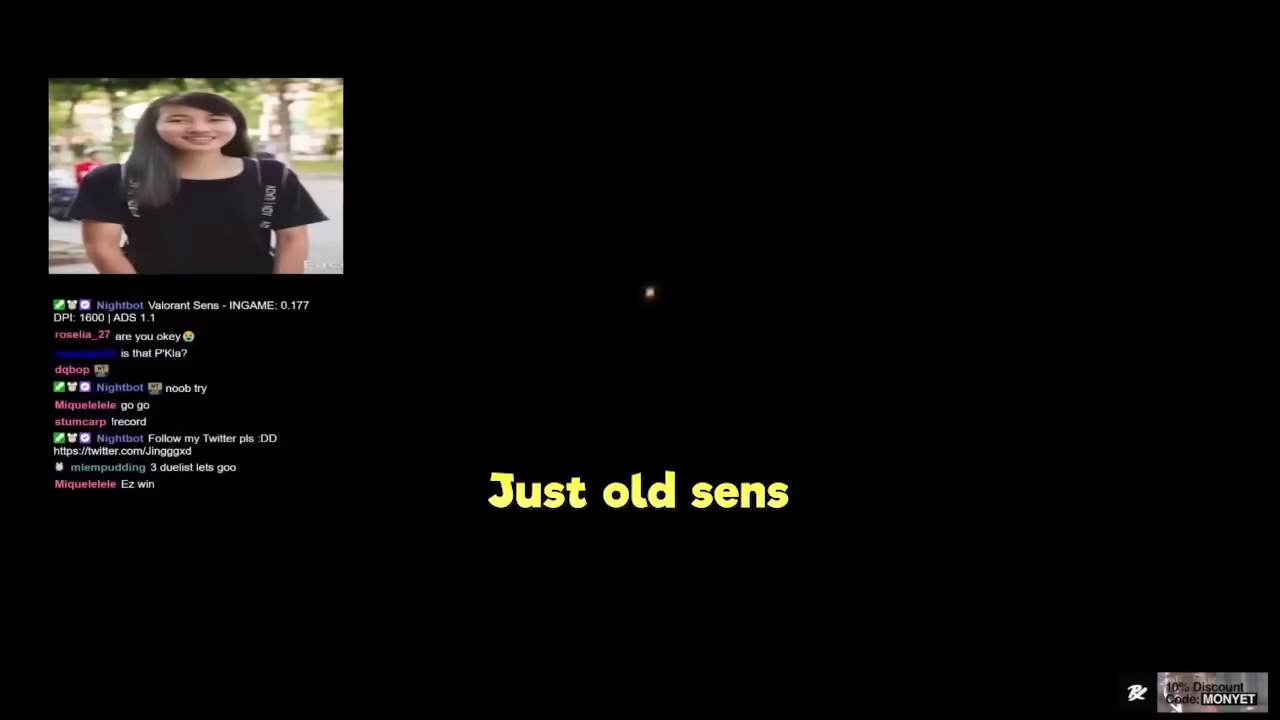 Nightbot Valorant Sens - INGAME: 0.177
DPI: 1600 | ADS 1.1
roselia_27 are you okey😭
is that P'Kla?
dqbop
Nightbot noob try
Miquelelele go go
stumcarp !record
Nightbot Follow my Twitter pls :DD
https://twitter.com/Jingggxd
mlempudding 3 duelist lets goo
Miquelelele Ez win
Just old sens
10% Discount
Code: MONYET